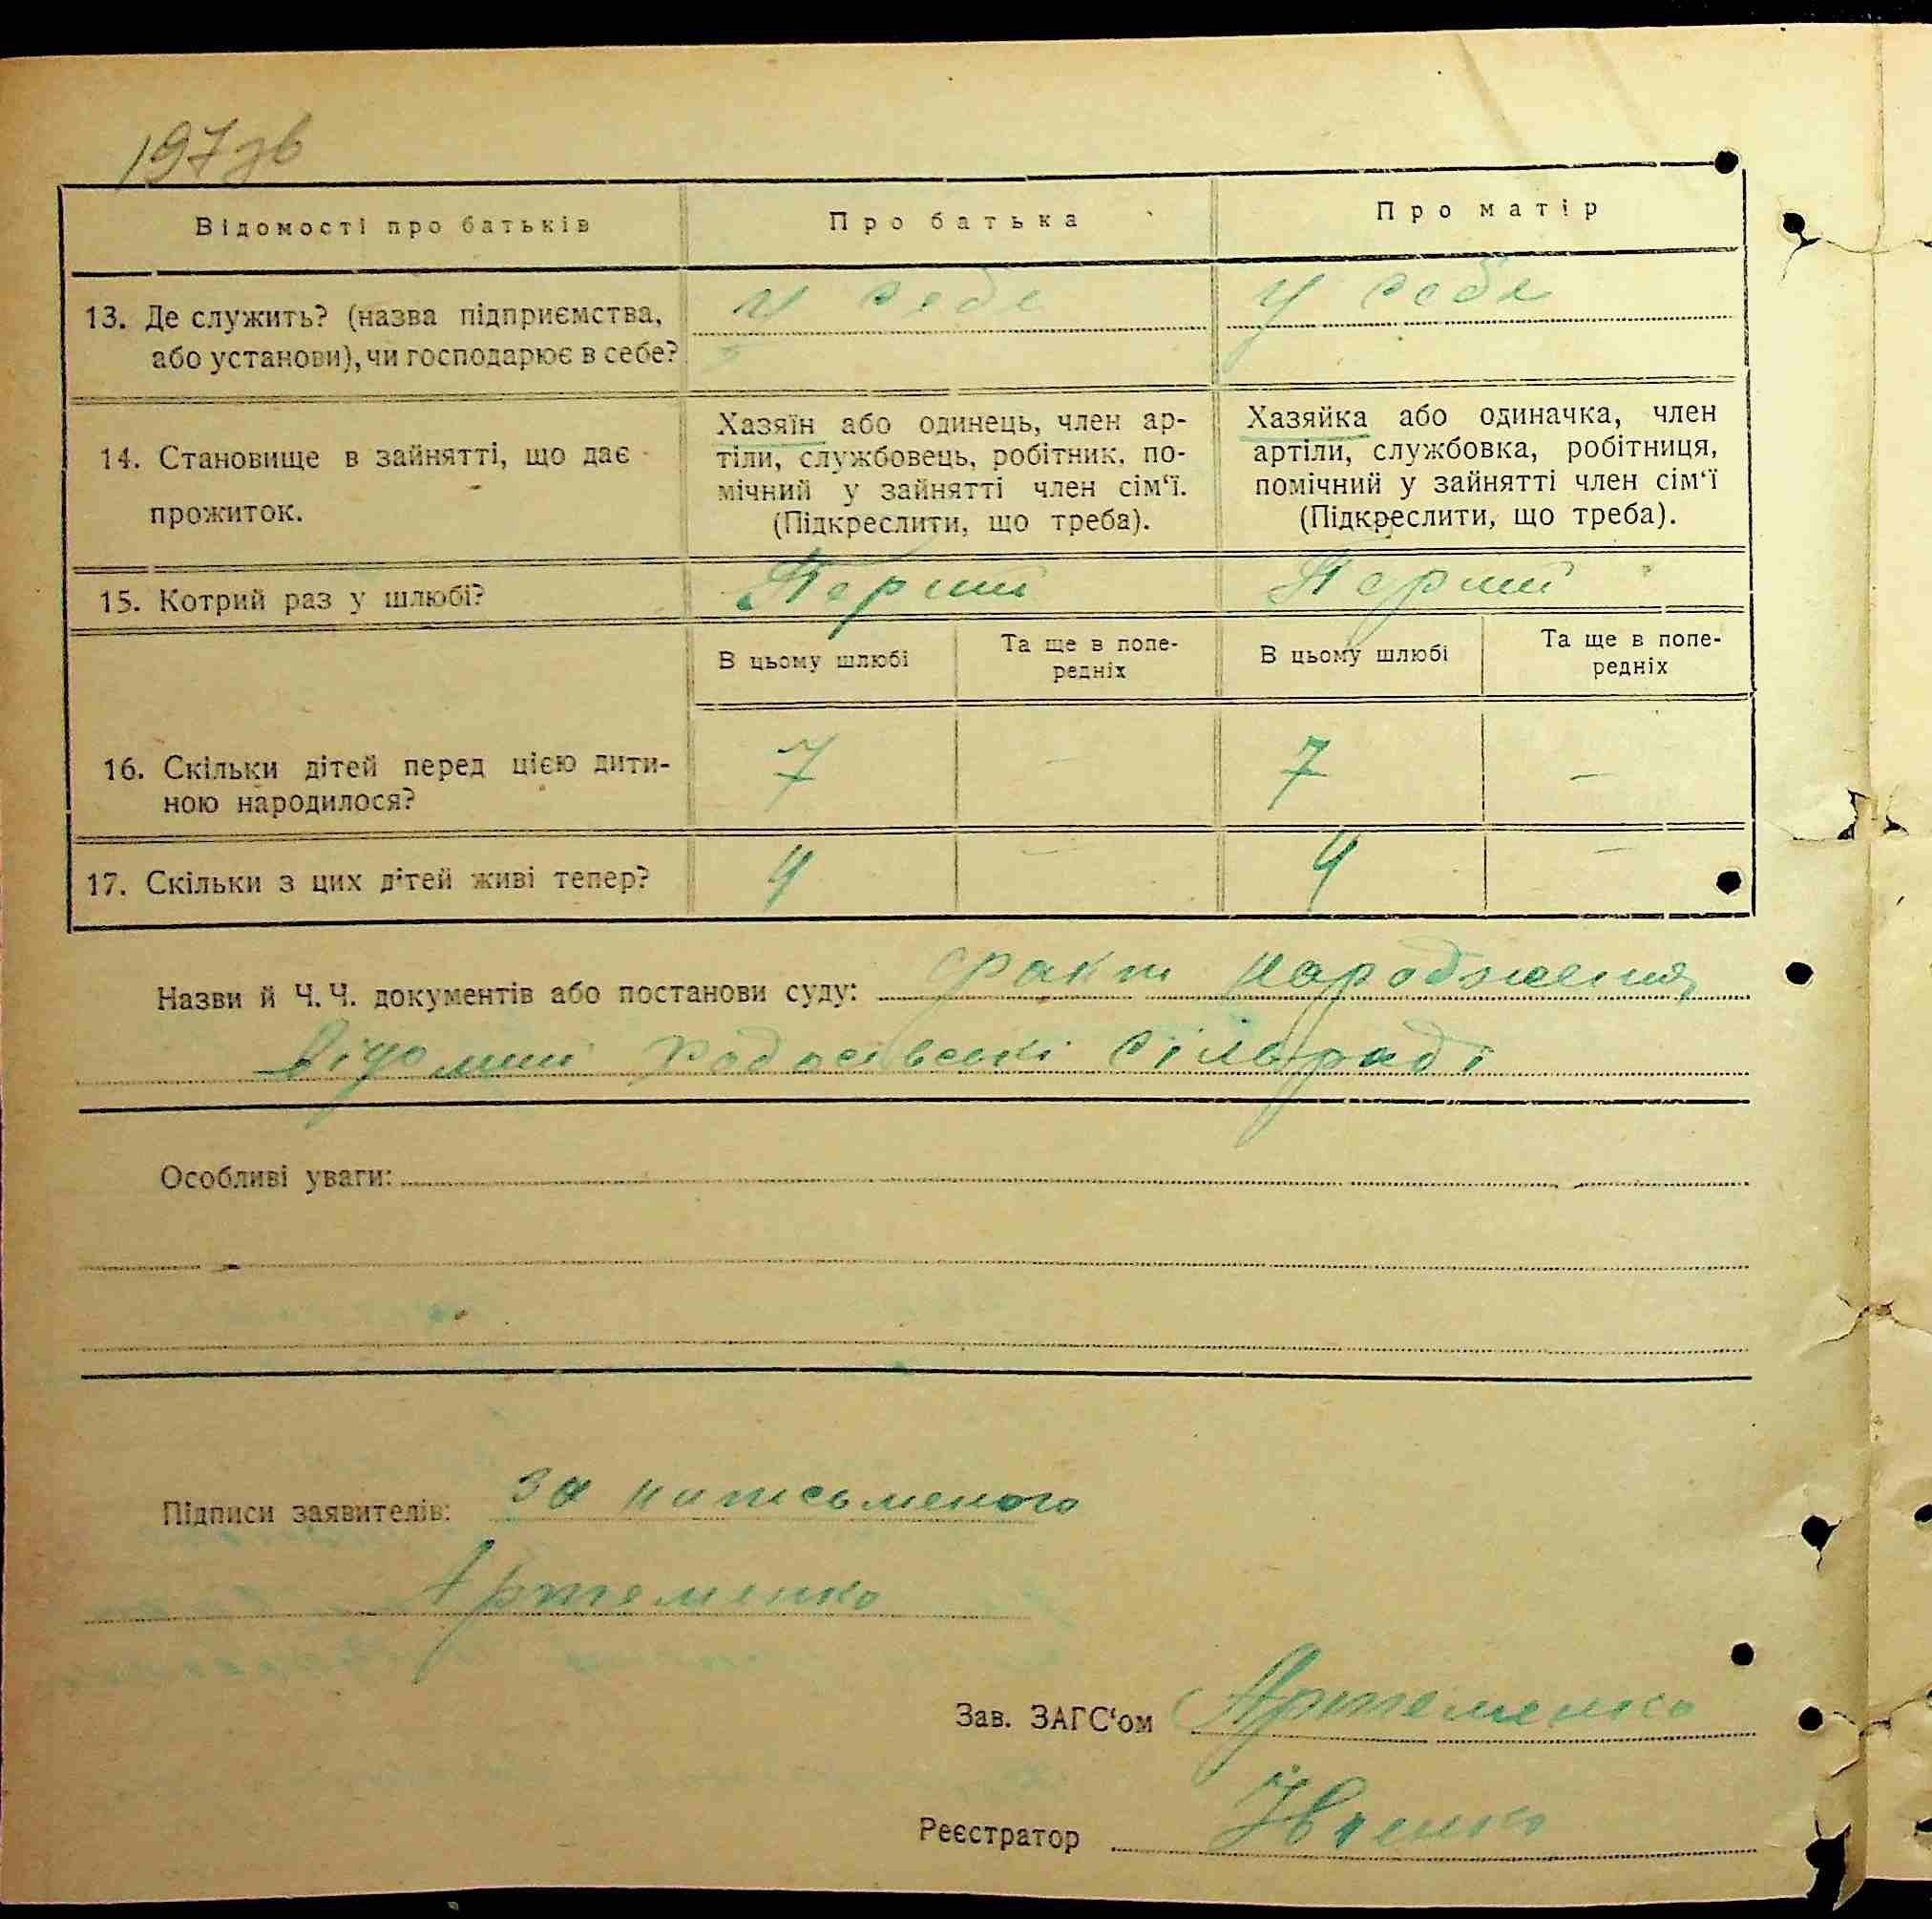 197зв
Відомості про батьків Про батька Про матір
13. Де служить? (назва підприємства, у себе у себе
або установи), чи господарює в себе?
Хазяїн або одинець, член ар- Хазяйка або одиначка, член
14. Становище в зайнятті, що дає тіли, службовець, робітник, по- артіли, службовка, робітниця,
мічний у зайнятті член сім‘ї. помічний у зайнятті член сім‘ї
прожиток. (Підкреслити, що треба). (Підкреслити, що треба).
15. Котрий раз у шлюбі? Перший Перший
В цьому шлюбі Та ще в попе- В цьому шлюбі Та ще в попе-
редніх редніх
16. Скільки дітей перед цією дити- 7 – 7 –
ною народилося?
17. Скільки з цих дітей живі тепер? 4 – 4 –
Назви й Ч. Ч. документів або постанови суду: факт народження
відомий сільраді
Особливі уваги:
Підписи заявителів: за
Артеменко
Зав. ЗАГС‘ом Артеменко
Реєстратор